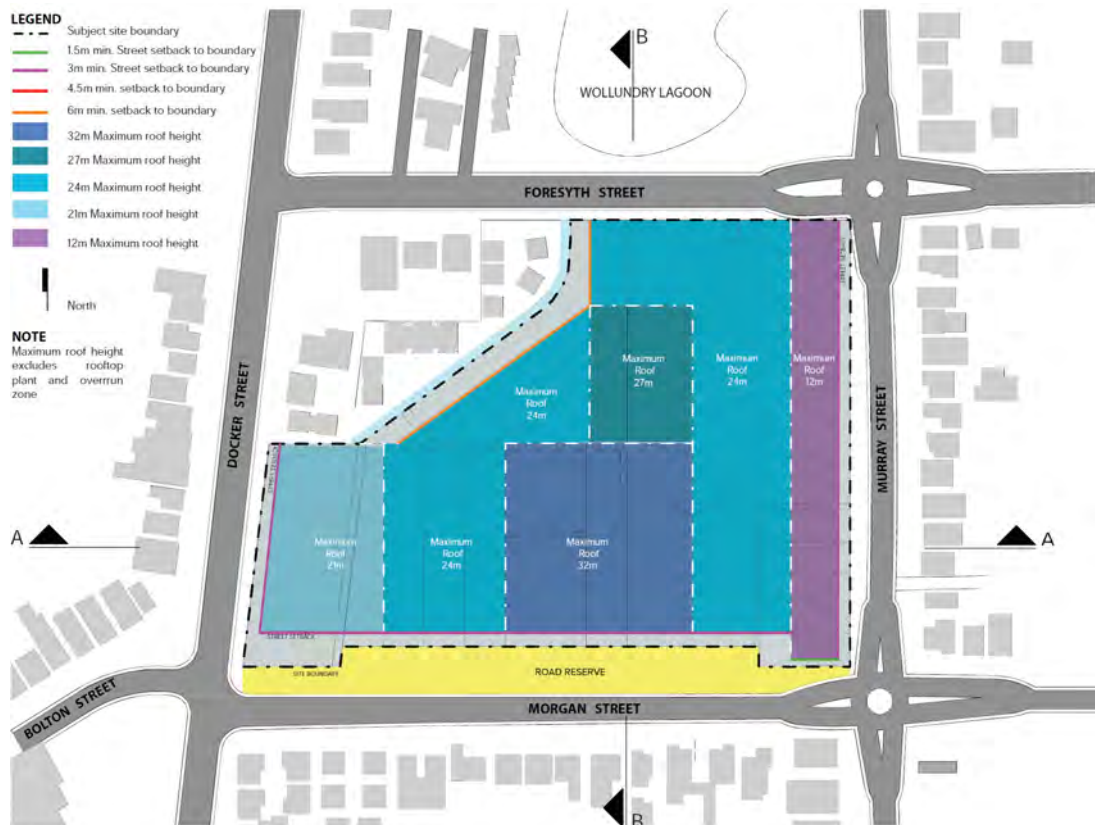 LEGEND
Subject site boundary
1.5m min. Street setback to boundary
3m min. Street setback to boundary
4.5m min. setback to boundary
6m min. setback to boundary
32m Maximum roof height
27m Maximum roof height
24m Maximum roof height
21m Maximum roof height
12m Maximum roof height
North
NOTE
Maximum roof height
excludes rooftop
plant and overrrun
zone
B
WOLLUNDRY LAGOON
FORESYTH STREET
DOCKER STREET
MURRAY STREET
Maximum
Roof
27m
Maximum
Roof
24m
Maximum
Roof
12m
Maximum
Roof
24m
A
A
Maximum
Roof
21m
Maximum
Roof
24m
Maximum
Roof
32m
STREET SETBACK
SITE BOUNDARY
ROAD RESERVE
BOLTON STREET
MORGAN STREET
B